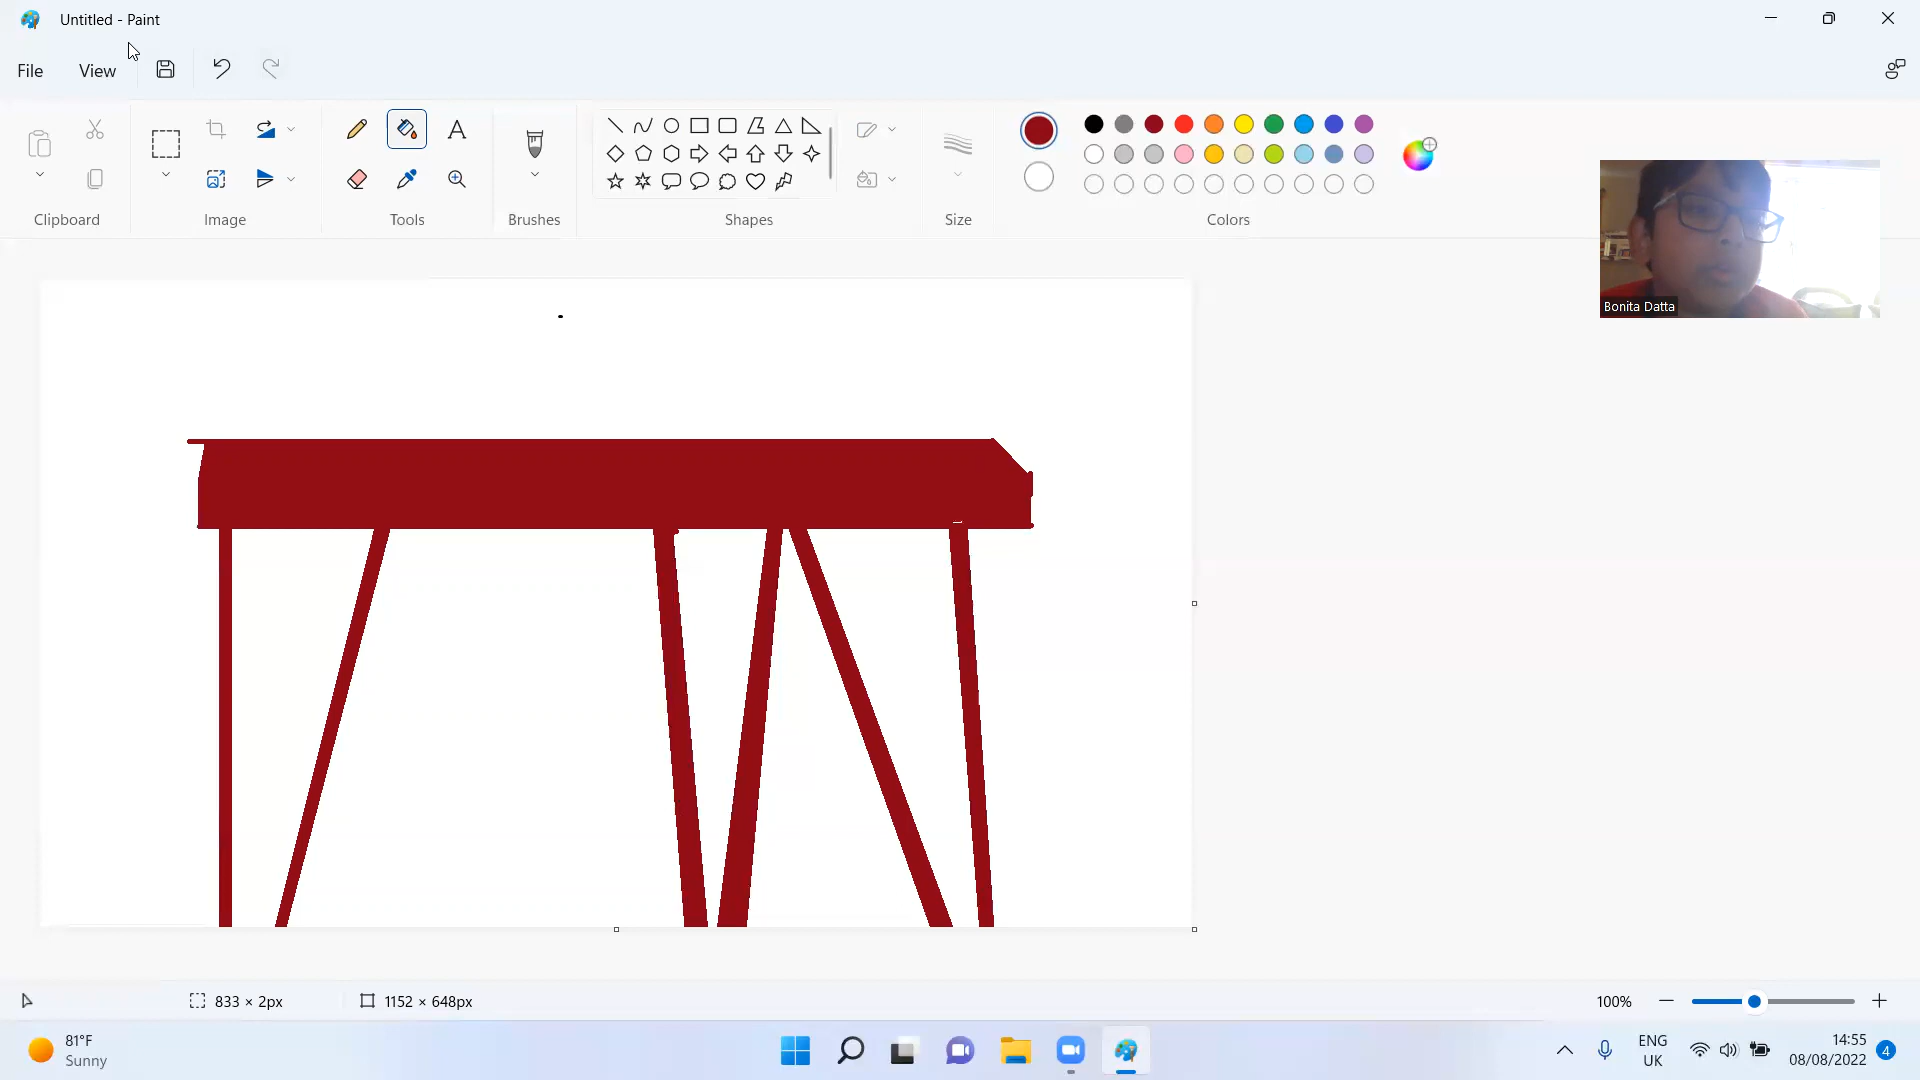 Untitled - Paint
File
View
Clipboard
Image
Tools
Brushes
Shapes
Size
Colors
Bonita Datta
833 × 2px
1152 × 648px
100%
81°F
Sunny
ENG
UK
14:55
08/08/2022
4